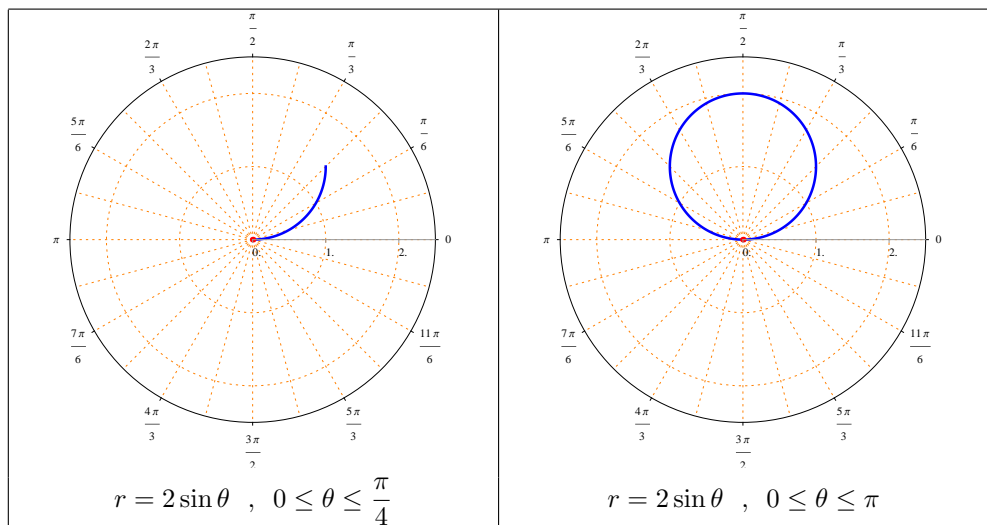 π/2
2π/3 π/3
5π/6 π/6
π 0
0. 1. 2.
7π/6 11π/6
4π/3 5π/3
3π/2
r = 2 sin θ , 0 ≤ θ ≤ π/4
π/2
2π/3 π/3
5π/6 π/6
π 0
0. 1. 2.
7π/6 11π/6
4π/3 5π/3
3π/2
r = 2 sin θ , 0 ≤ θ ≤ π